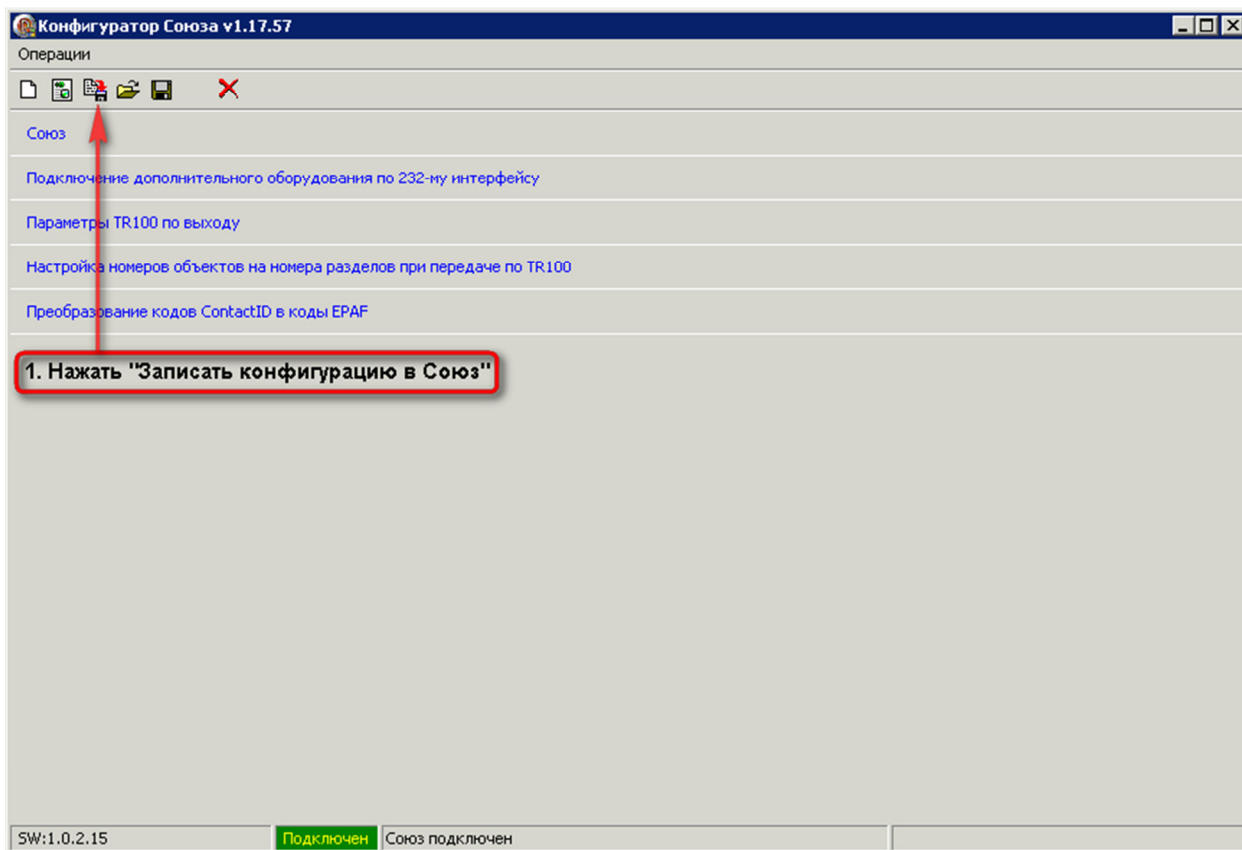 Конфигуратор Союза v1.17.57
Операции
Союз
Подключение дополнительного оборудования по 232-му интерфейсу
Параметры TR100 по выходу
Настройка номеров объектов на номера разделов при передаче по TR100
Преобразование кодов ContactID в коды EPAF
1. Нажать "Записать конфигурацию в Союз"
SW:1.0.2.15 Подключен Союз подключен